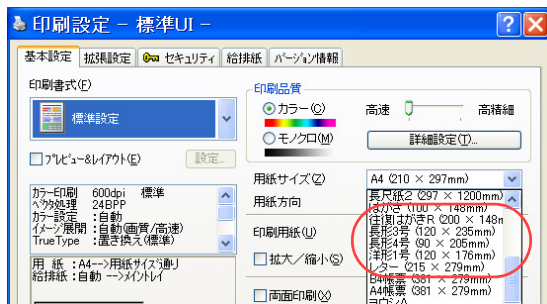 印刷設定 - 標準UI -
基本設定 拡張設定 セキュリティ 給排紙 バージョン情報
印刷書式(F)
標準設定
プレビュー&レイアウト(E) 設定...
カラー印刷 600dpi 標準
ベタ処理 24BPP
カラー設定 :自動
イメージ展開 :自動(画質/高速)
TrueType :置き換え(標準)
用 紙 :A4-->用紙サイズ通り
給排紙 :自動 -->メイントレイ
印刷品質
カラー(C) 高速 高精細
モノクロ(M) 詳細設定(T)...
用紙サイズ(Z) A4 (210 × 297mm)
用紙方向
印刷用紙(U)
拡大/縮小(S)
両面印刷(X)
長尺紙2 (297 × 1200mm)
はがき (100 × 148mm)
往復はがきR (200 × 148m
長形3号 (120 × 235mm)
長形4号 (90 × 205mm)
洋形1号 (120 × 176mm)
レター (215 × 279mm)
B4帳票 (381 × 279mm)
A4帳票 (381 × 279mm)